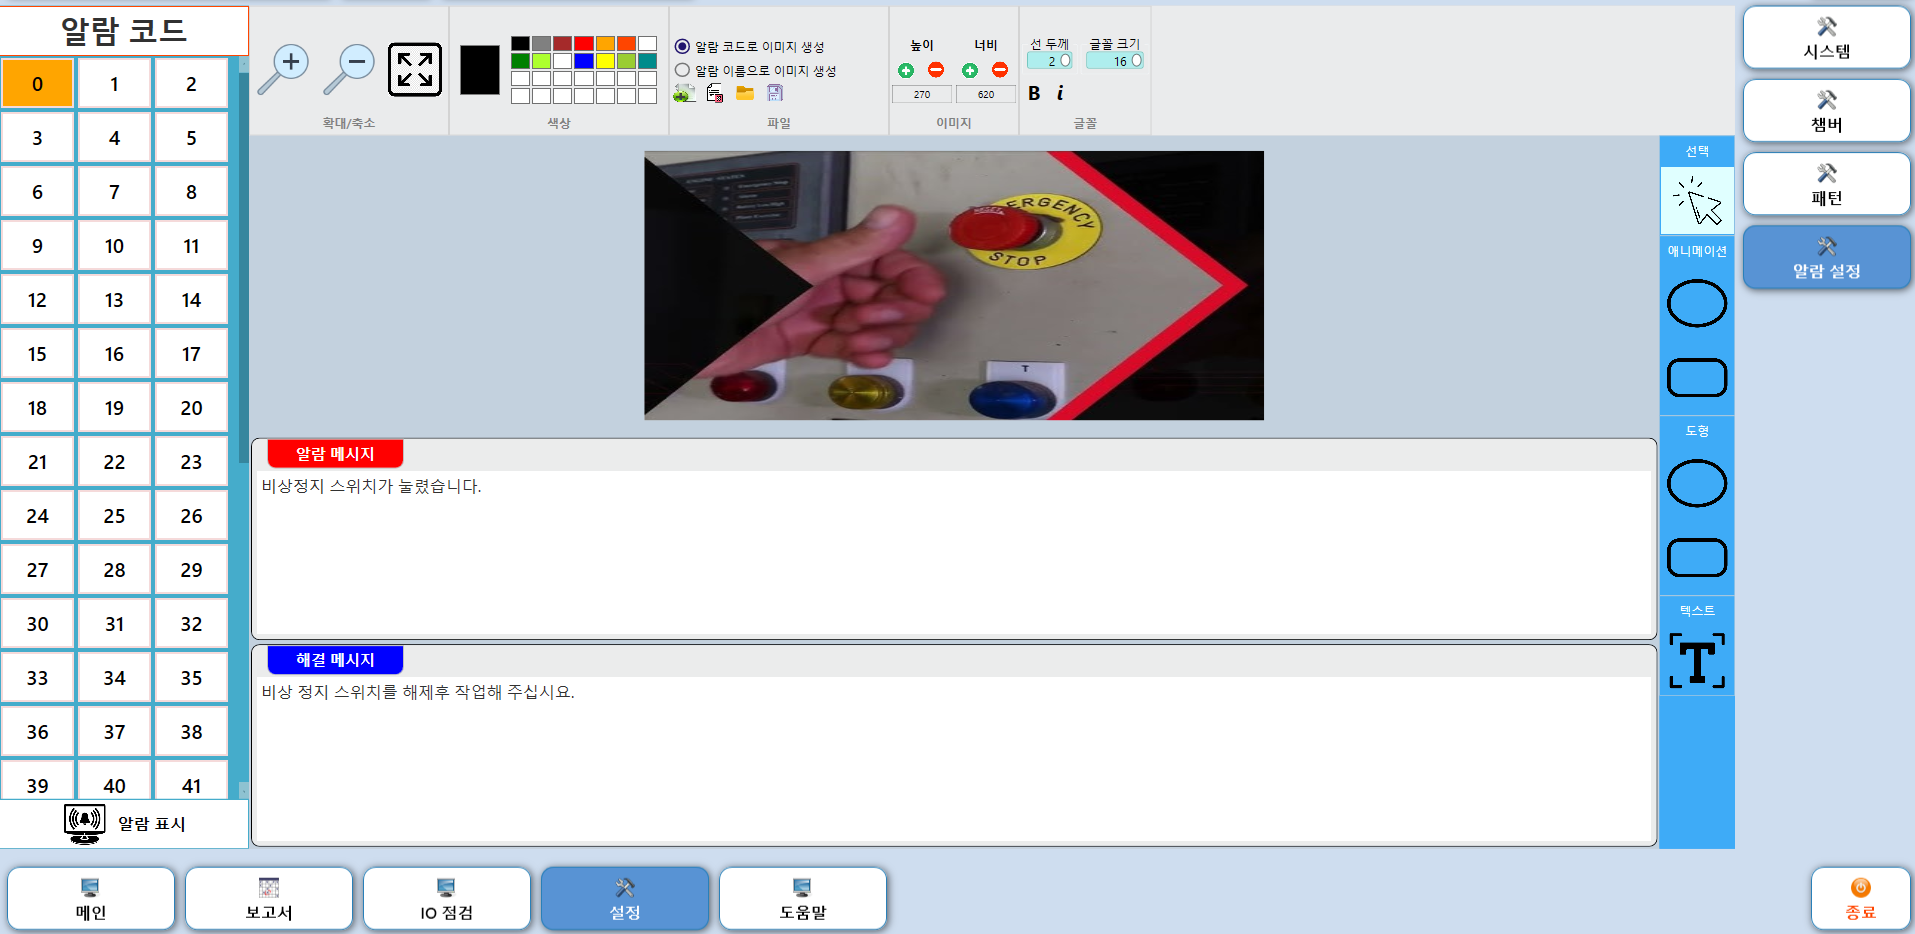 알람 코드
0 1 2
3 4 5
6 7 8
9 10 11
12 13 14
15 16 17
18 19 20
21 22 23
24 25 26
27 28 29
30 31 32
33 34 35
36 37 38
39 40 41
알람 표시
확대/축소
색상
알람 코드로 이미지 생성
알람 이름으로 이미지 생성
파일
높이 너비
270 620
이미지
선 두께 글꼴 크기
2 16
B i
글꼴
EMERGENCY
STOP
T
알람 메시지
비상정지 스위치가 눌렸습니다.
해결 메시지
비상 정지 스위치를 해제후 작업해 주십시요.
선택
애니메이션
도형
텍스트
T
시스템
챔버
패턴
알람 설정
메인 보고서 IO 점검 설정 도움말 종료